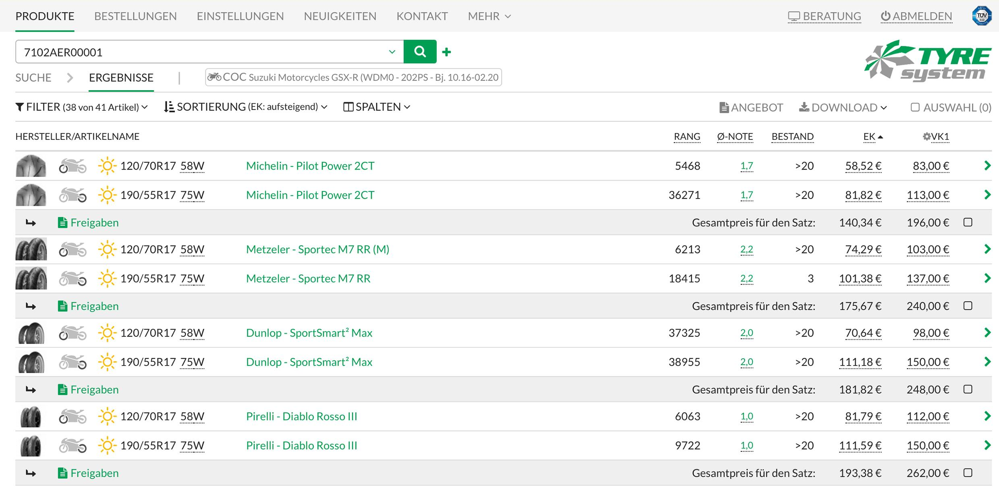 PRODUKTE BESTELLUNGEN EINSTELLUNGEN NEUIGKEITEN KONTAKT MEHR BERATUNG ABMELDEN
TÜV SÜD
7102AER00001
TYRE
system
SUCHE ERGEBNISSE | COC Suzuki Motorcycles GSX-R (WDM0 - 202PS - Bj. 10.16-02.20
FILTER (38 von 41 Artikel) SORTIERUNG (EK: aufsteigend) SPALTEN ANGEBOT DOWNLOAD AUSWAHL (0)
HERSTELLER/ARTIKELNAME RANG Ø-NOTE BESTAND EK VK1
120/70R17 58W Michelin - Pilot Power 2CT 5468 1,7 >20 58,52 € 83,00 €
190/55R17 75W Michelin - Pilot Power 2CT 36271 1,7 >20 81,82 € 113,00 €
Freigaben Gesamtpreis für den Satz: 140,34 € 196,00 €
120/70R17 58W Metzeler - Sportec M7 RR (M) 6213 2,2 >20 74,29 € 103,00 €
190/55R17 75W Metzeler - Sportec M7 RR 18415 2,2 3 101,38 € 137,00 €
Freigaben Gesamtpreis für den Satz: 175,67 € 240,00 €
120/70R17 58W Dunlop - SportSmart² Max 37325 2,0 >20 70,64 € 98,00 €
190/55R17 75W Dunlop - SportSmart² Max 38955 2,0 >20 111,18 € 150,00 €
Freigaben Gesamtpreis für den Satz: 181,82 € 248,00 €
120/70R17 58W Pirelli - Diablo Rosso III 6063 1,0 >20 81,79 € 112,00 €
190/55R17 75W Pirelli - Diablo Rosso III 9722 1,0 >20 111,59 € 150,00 €
Freigaben Gesamtpreis für den Satz: 193,38 € 262,00 €